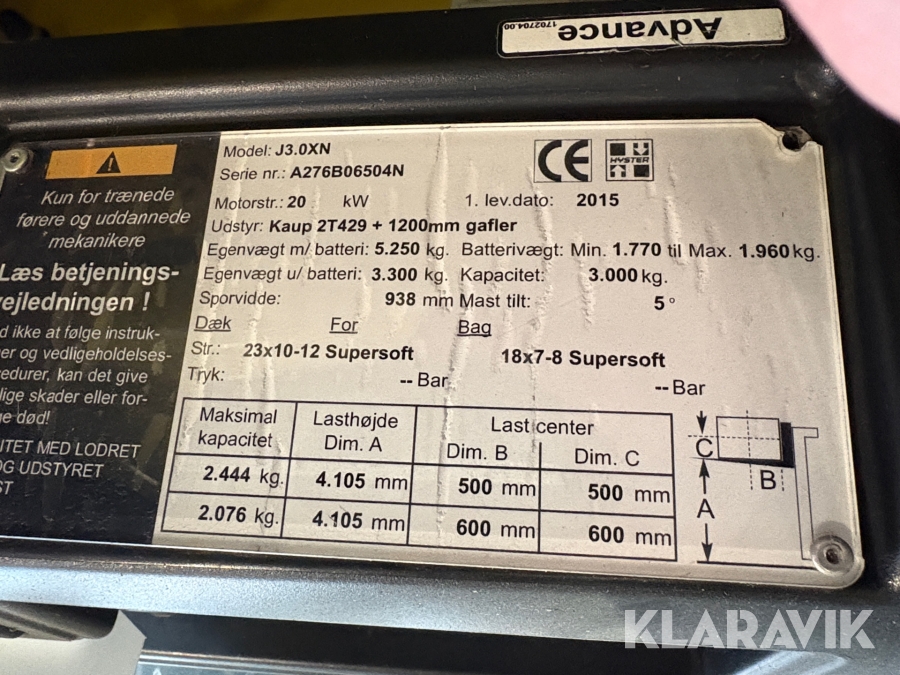 Advance
1702704.00
Kun for trænede
førere og uddannede
mekanikere
Læs betjenings-
vejledningen !
ikke at følge instruk-
og vedligeholdelses-
kan det give
skader eller for-
død!
MED LODRET
OG UDSTYRET
Model: J3.0XN
Serie nr.: A276B06504N
Motorstr.: 20 kW 1. lev.dato: 2015
Udstyr: Kaup 2T429 + 1200mm gafler
Egenvægt m/ batteri: 5.250 kg. Batterivægt: Min. 1.770 til Max. 1.960 kg.
Egenvægt u/ batteri: 3.300 kg. Kapacitet: 3.000 kg.
Sporvidde: 938 mm Mast tilt: 5°
Dæk For Bag
Str.: 23x10-12 Supersoft 18x7-8 Supersoft
Tryk: -- Bar -- Bar
Maksimal kapacitet Lasthøjde Dim. A Last center Dim. B Dim. C
2.444 kg. 4.105 mm 500 mm 500 mm
2.076 kg. 4.105 mm 600 mm 600 mm
CE
HYSTER
C
B
A
KLARAVIK